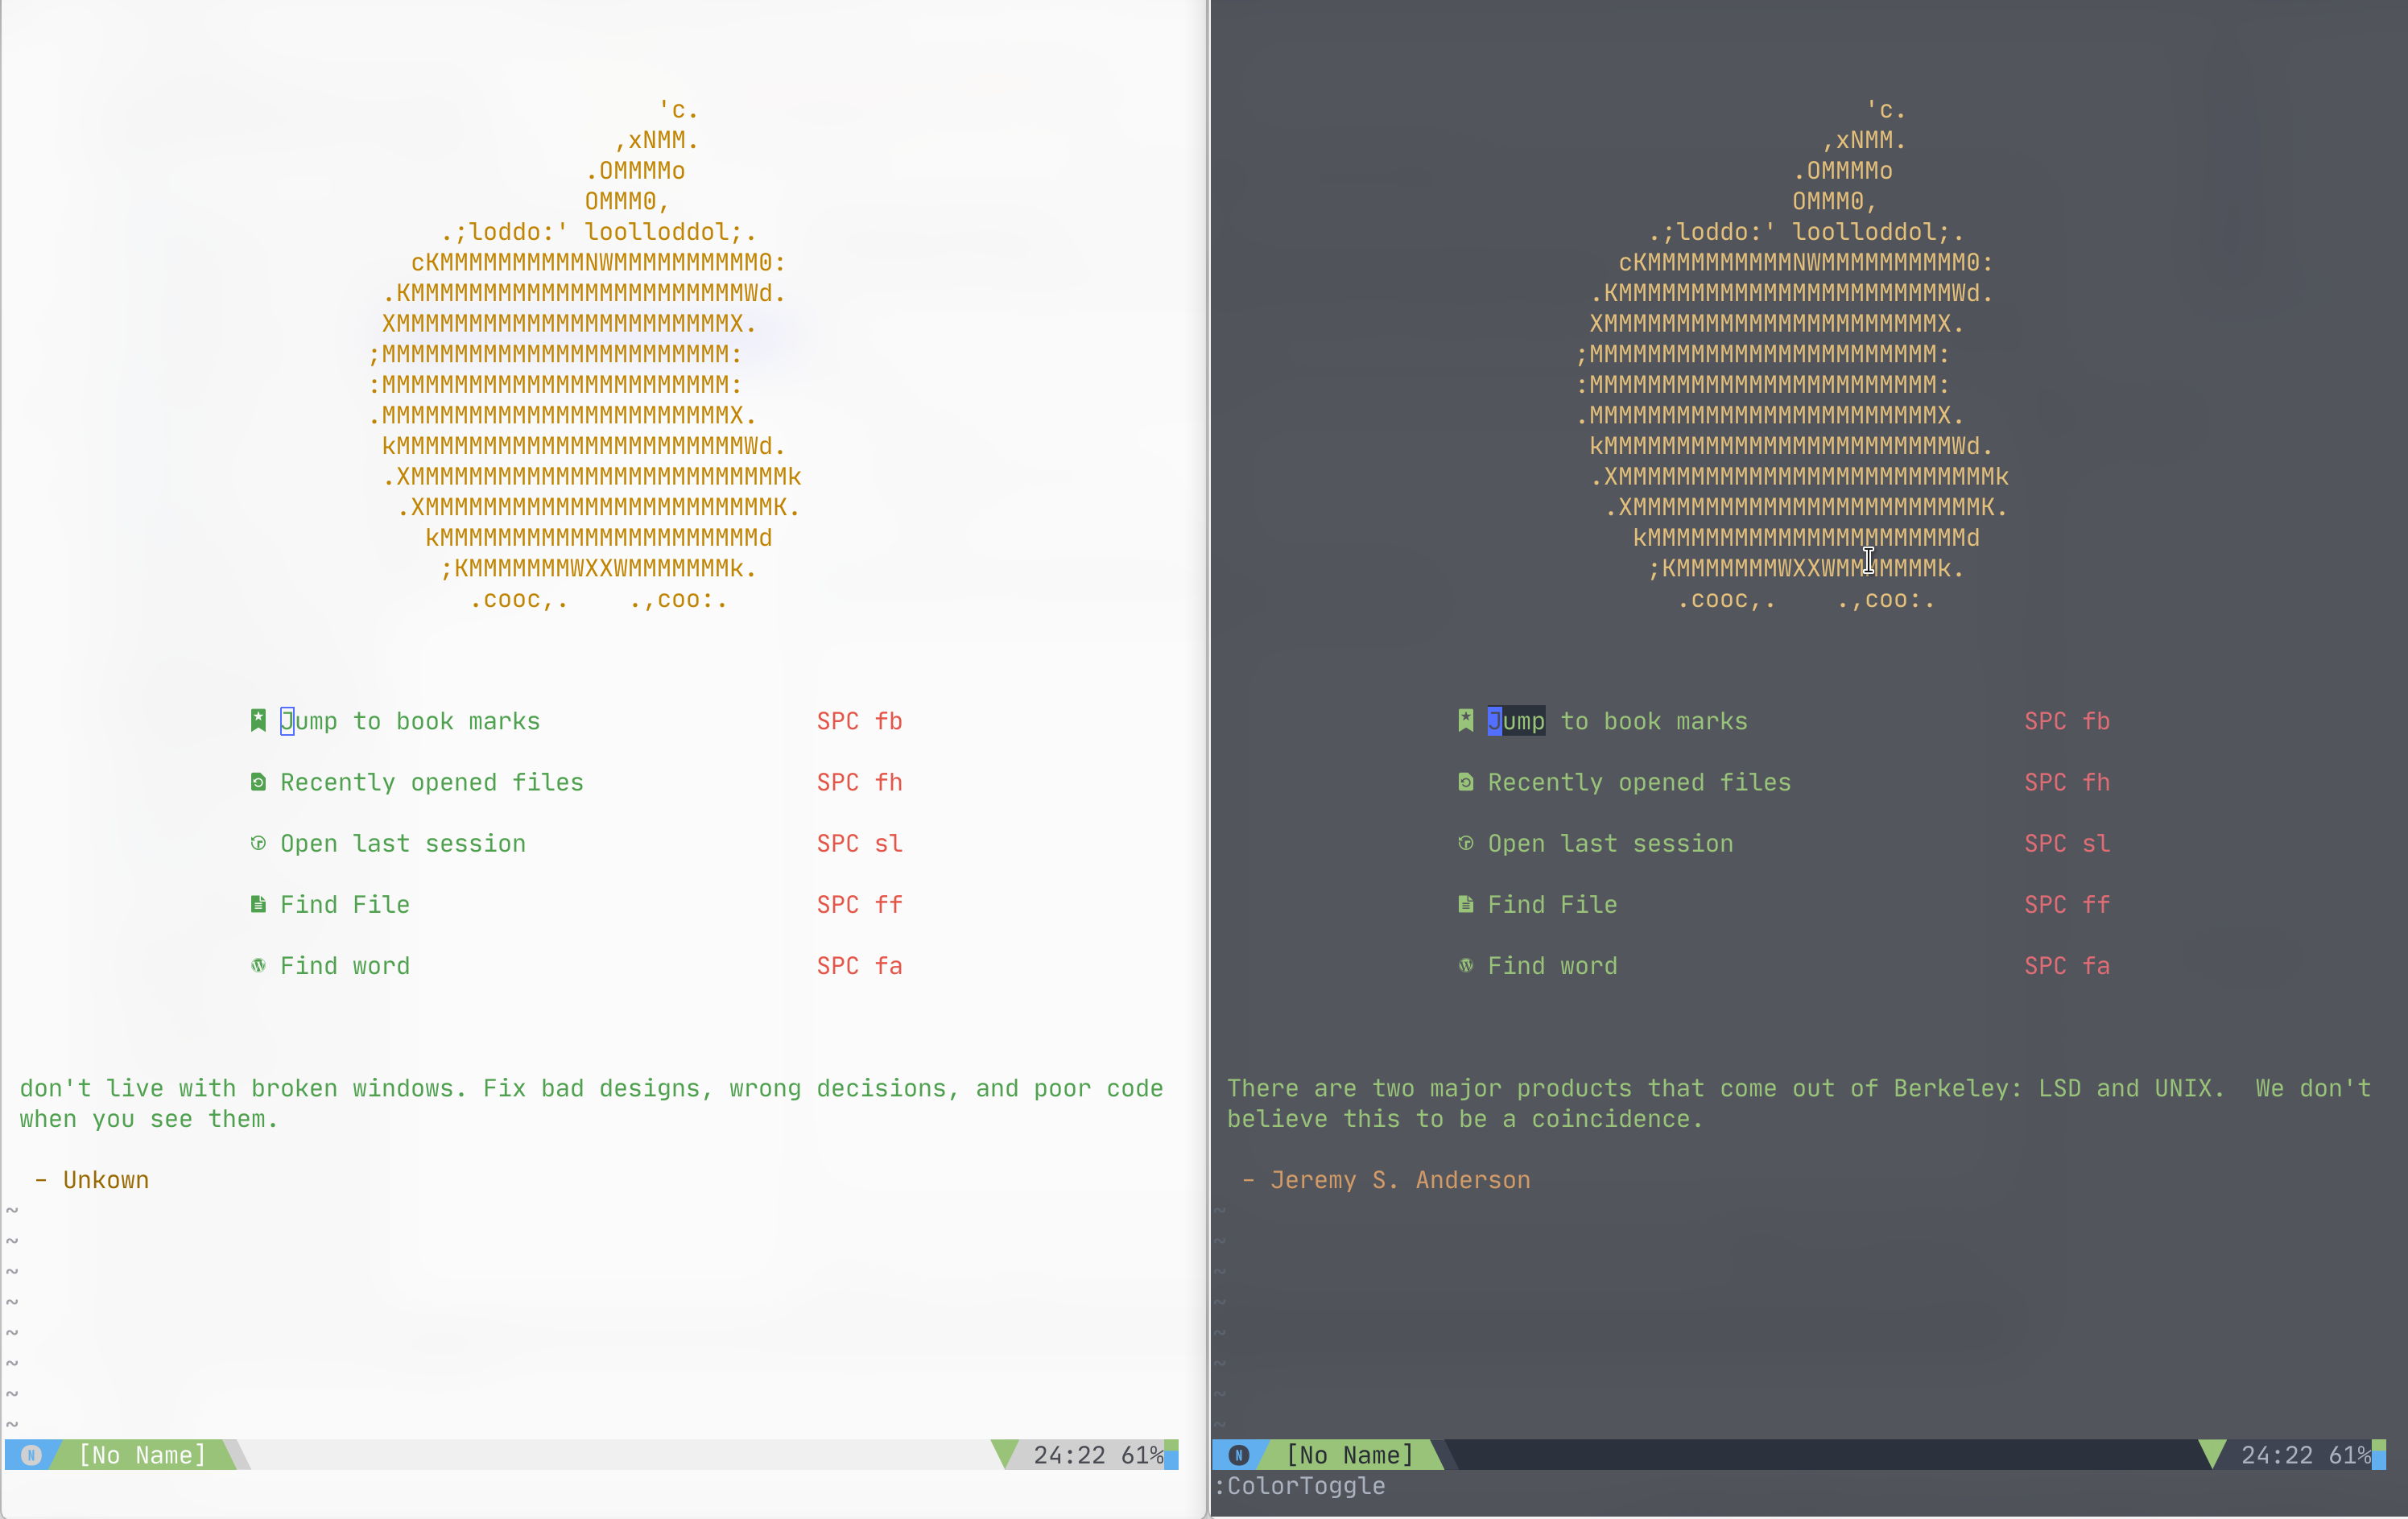 'c.
,xNMM.
.OMMMMo
OMMM0,
.;loddo:' loolloddol;.
cKMMMMMMMMMMNWMMMMMMMMMM0:
.KMMMMMMMMMMMMMMMMMMMMMMMWd.
XMMMMMMMMMMMMMMMMMMMMMMMX.
;MMMMMMMMMMMMMMMMMMMMMMMM:
:MMMMMMMMMMMMMMMMMMMMMMMM:
.MMMMMMMMMMMMMMMMMMMMMMMMX.
kMMMMMMMMMMMMMMMMMMMMMMMMWd.
.XMMMMMMMMMMMMMMMMMMMMMMMMMMk
.XMMMMMMMMMMMMMMMMMMMMMMMMK.
kMMMMMMMMMMMMMMMMMMMMMMd
;KMMMMMMMWXXWMMMMMMMk.
.cooc,.    .,coo:.
Jump to book marks SPC fb
Recently opened files SPC fh
Open last session SPC sl
Find File SPC ff
Find word SPC fa
don't live with broken windows. Fix bad designs, wrong decisions, and poor code
when you see them.
- Unkown
~
~
~
~
~
~
~
~
N [No Name] 24:22 61%
'c.
,xNMM.
.OMMMMo
OMMM0,
.;loddo:' loolloddol;.
cKMMMMMMMMMMNWMMMMMMMMMM0:
.KMMMMMMMMMMMMMMMMMMMMMMMWd.
XMMMMMMMMMMMMMMMMMMMMMMMX.
;MMMMMMMMMMMMMMMMMMMMMMMM:
:MMMMMMMMMMMMMMMMMMMMMMMM:
.MMMMMMMMMMMMMMMMMMMMMMMMX.
kMMMMMMMMMMMMMMMMMMMMMMMMWd.
.XMMMMMMMMMMMMMMMMMMMMMMMMMMk
.XMMMMMMMMMMMMMMMMMMMMMMMMK.
kMMMMMMMMMMMMMMMMMMMMMMd
;KMMMMMMMWXXWMMMMMMMk.
.cooc,.    .,coo:.
Jump to book marks SPC fb
Recently opened files SPC fh
Open last session SPC sl
Find File SPC ff
Find word SPC fa
There are two major products that come out of Berkeley: LSD and UNIX.  We don't
believe this to be a coincidence.
- Jeremy S. Anderson
~
~
~
~
~
~
~
~
N [No Name] 24:22 61%
:ColorToggle